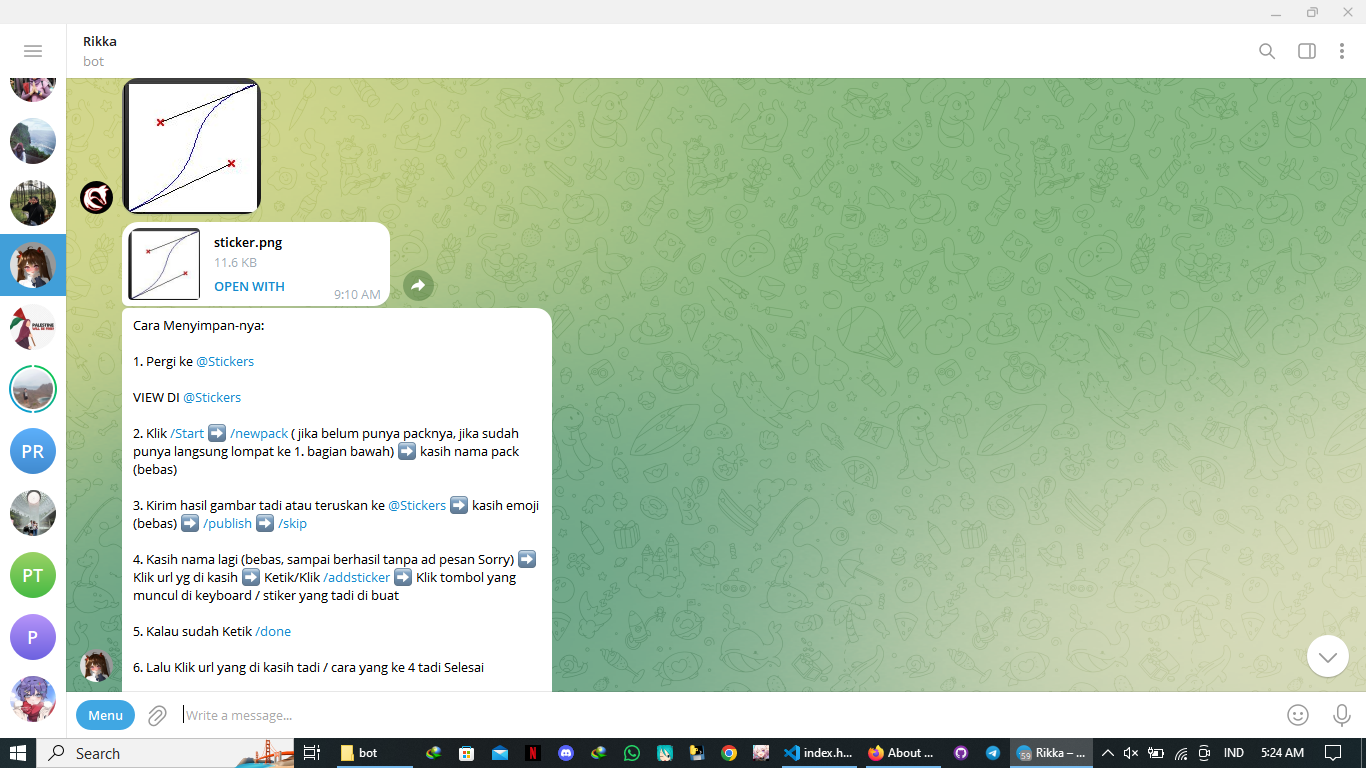 Rikka
bot
sticker.png
11.6 KB
OPEN WITH
9:10 AM
Cara Menyimpan-nya:
1. Pergi ke @Stickers
VIEW DI @Stickers
2. Klik /Start ➡️ /newpack ( jika belum punya packnya, jika sudah
punya langsung lompat ke 1. bagian bawah) ➡️ kasih nama pack
(bebas)
3. Kirim hasil gambar tadi atau teruskan ke @Stickers ➡️ kasih emoji
(bebas) ➡️ /publish ➡️ /skip
4. Kasih nama lagi (bebas, sampai berhasil tanpa ad pesan Sorry) ➡️
Klik url yg di kasih ➡️ Ketik/Klik /addsticker ➡️ Klik tombol yang
muncul di keyboard / stiker yang tadi di buat
5. Kalau sudah Ketik /done
6. Lalu Klik url yang di kasih tadi / cara yang ke 4 tadi Selesai
PR
PT
P
Menu
Write a message...
Search
bot
index.h...
About ...
59
Rikka – ...
IND
5:24 AM